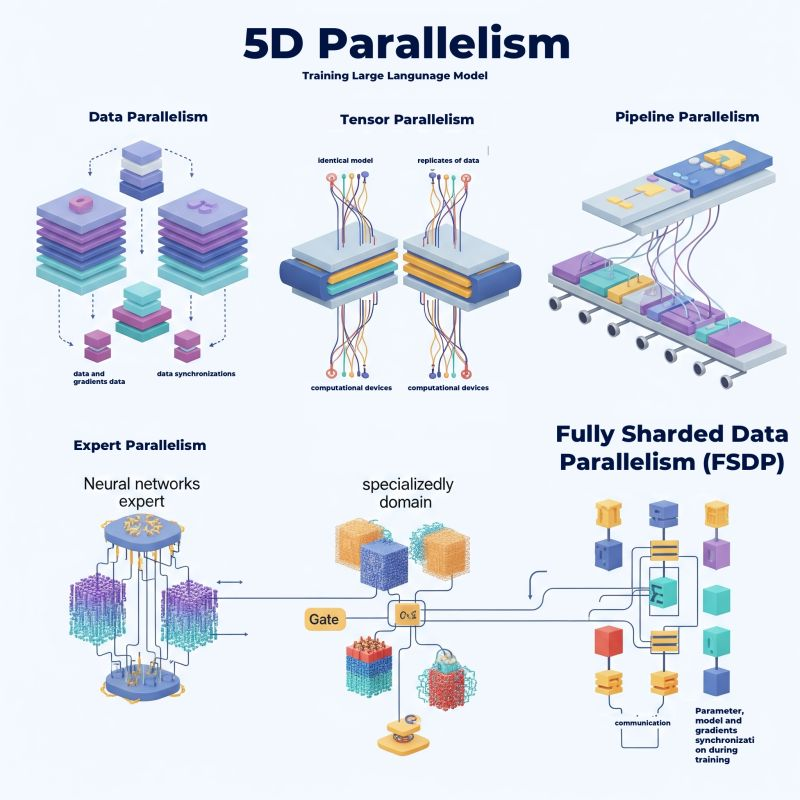 5D Parallelism
Training Large Langunage Model
Data Parallelism
Tensor Parallelism
Pipeline Parallelism
identical model
replicates of data
data and
gradients data
data synchronizations
computational devices
computational devices
Expert Parallelism
Fully Sharded Data
Parallelism (FSDP)
Neural networks
expert
specializedly
domain
Gate
communication
Parameter,
model and
gradients
synchronizati
on during
training